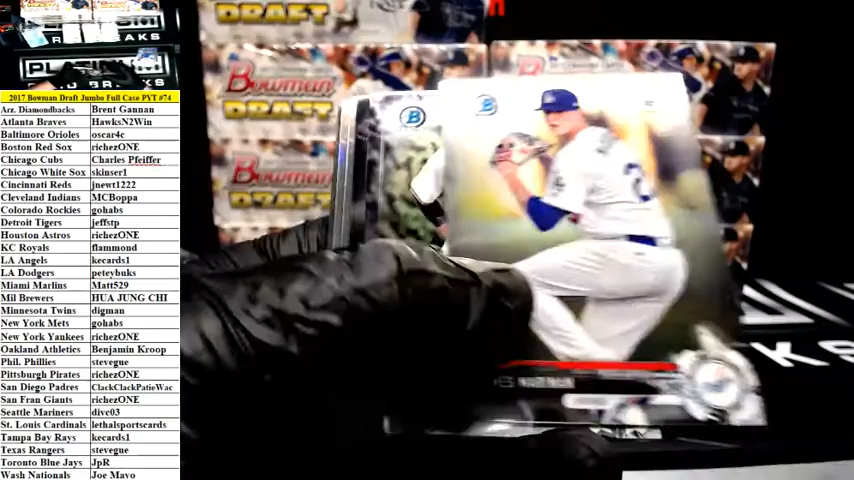 PLATINUM
RD BREAKS
2017 Bowman Draft Jumbo Full Case PYT #74
Arz. Diamondbacks Brent Gannan
Atlanta Braves HawksN2Win
Baltimore Orioles oscar4c
Boston Red Sox richezONE
Chicago Cubs Charles Pfeiffer
Chicago White Sox skinser1
Cincinnati Reds jnewt1222
Cleveland Indians MCBoppa
Colorado Rockies gohabs
Detroit Tigers jeffstp
Houston Astros richezONE
KC Royals flammond
LA Angels kecards1
LA Dodgers peteybuks
Miami Marlins Matt529
Mil Brewers HUA JUNG CHI
Minnesota Twins digman
New York Mets gohabs
New York Yankees richezONE
Oakland Athletics Benjamin Kroop
Phil. Phillies stevegue
Pittsburgh Pirates richezONE
San Diego Padres ClackClackPatieWac
San Fran Giants richezONE
Seattle Mariners divc03
St. Louis Cardinals lethalsportscards
Tampa Bay Rays kecards1
Texas Rangers stevegue
Toronto Blue Jays JpR
Wash Nationals Joe Mayo
DRAFT
Bowman
DRAFT
Bowman
DRAFT
B
B
KS